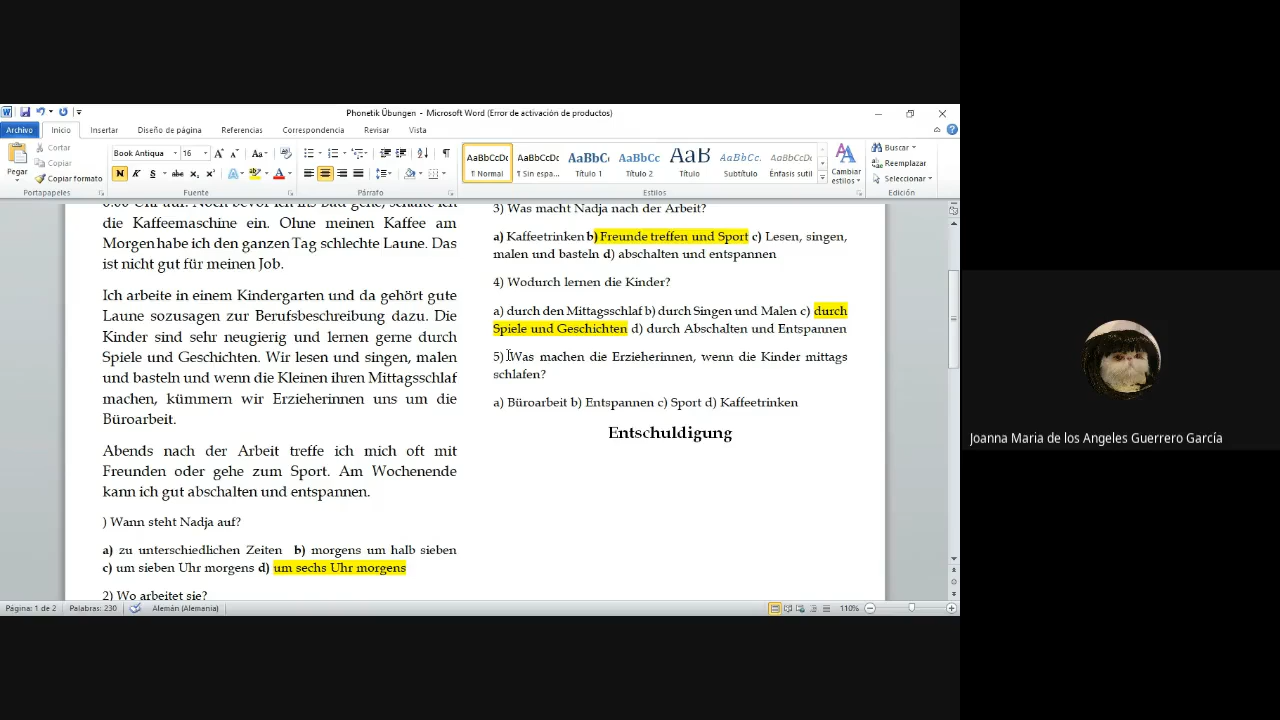 Phonetik Übungen - Microsoft Word (Error de activación de productos)
Archivo Inicio Insertar Diseño de página Referencias Correspondencia Revisar Vista
Pegar
Cortar
Copiar
Copiar formato
Portapapeles
Book Antiqua 16
N K S abc x₂ x²
Fuente
Párrafo
AaBbCcDc AaBbCcDc AaBbC AaBbCc AaB AaBbCc. AaBbCcDc
¶ Normal ¶ Sin espa... Título 1 Título 2 Título Subtítulo Énfasis sutil
Estilos
Cambiar estilos
Buscar
Reemplazar
Seleccionar
Edición
die Kaffeemaschine ein. Ohne meinen Kaffee am
Morgen habe ich den ganzen Tag schlechte Laune. Das
ist nicht gut für meinen Job.
Ich arbeite in einem Kindergarten und da gehört gute
Laune sozusagen zur Berufsbeschreibung dazu. Die
Kinder sind sehr neugierig und lernen gerne durch
Spiele und Geschichten. Wir lesen und singen, malen
und basteln und wenn die Kleinen ihren Mittagsschlaf
machen, kümmern wir Erzieherinnen uns um die
Büroarbeit.
Abends nach der Arbeit treffe ich mich oft mit
Freunden oder gehe zum Sport. Am Wochenende
kann ich gut abschalten und entspannen.
) Wann steht Nadja auf?
a) zu unterschiedlichen Zeiten b) morgens um halb sieben
c) um sieben Uhr morgens d) um sechs Uhr morgens
2) Wo arbeitet sie?
3) Was macht Nadja nach der Arbeit?
a) Kaffeetrinken b) Freunde treffen und Sport c) Lesen, singen,
malen und basteln d) abschalten und entspannen
4) Wodurch lernen die Kinder?
a) durch den Mittagsschlaf b) durch Singen und Malen c) durch
Spiele und Geschichten d) durch Abschalten und Entspannen
5) Was machen die Erzieherinnen, wenn die Kinder mittags
schlafen?
a) Büroarbeit b) Entspannen c) Sport d) Kaffeetrinken
Entschuldigung
Página: 1 de 2 Palabras: 230 Alemán (Alemania) 110%
Joanna Maria de los Angeles Guerrero García